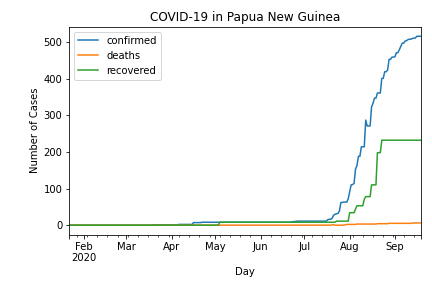 COVID-19 in Papua New Guinea
confirmed
deaths
recovered
500
400
300
200
100
0
Number of Cases
Feb Mar Apr May Jun Jul Aug Sep
2020
Day